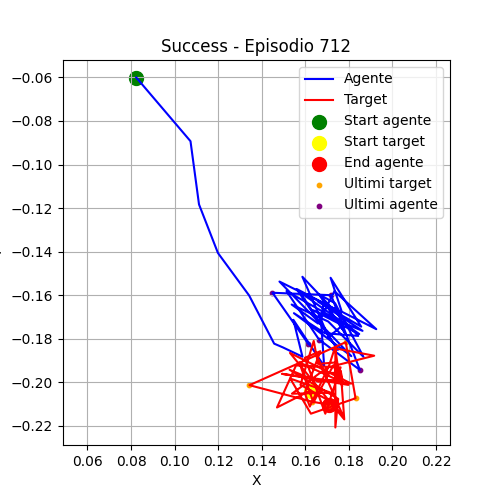 Success - Episodio 712
Agente
Target
Start agente
Start target
End agente
Ultimi target
Ultimi agente
−0.06
−0.08
−0.10
−0.12
−0.14
−0.16
−0.18
−0.20
−0.22
0.06 0.08 0.10 0.12 0.14 0.16 0.18 0.20 0.22
X